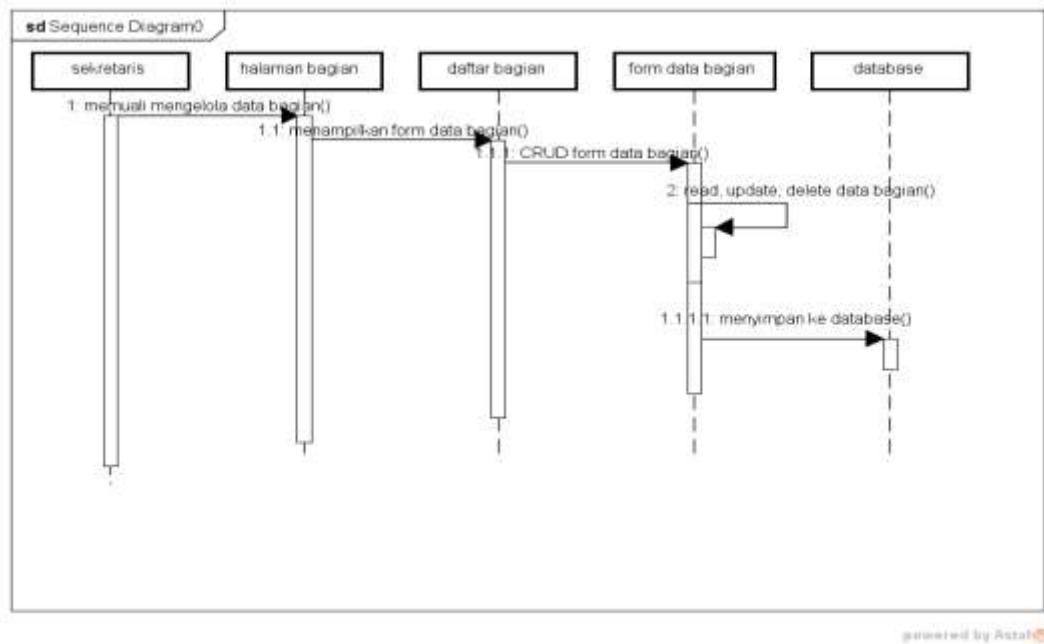 sd Sequence Diagram0
sekretaris
halaman bagian
daftar bagian
form data bagian
database
1: memuali mengelola data bagian()
1.1: menampilkan form data bagian()
1.1.1: CRUD form data bagian()
2: read, update, delete data bagian()
1.1.1.1: menyimpan ke database()
powered by Astah